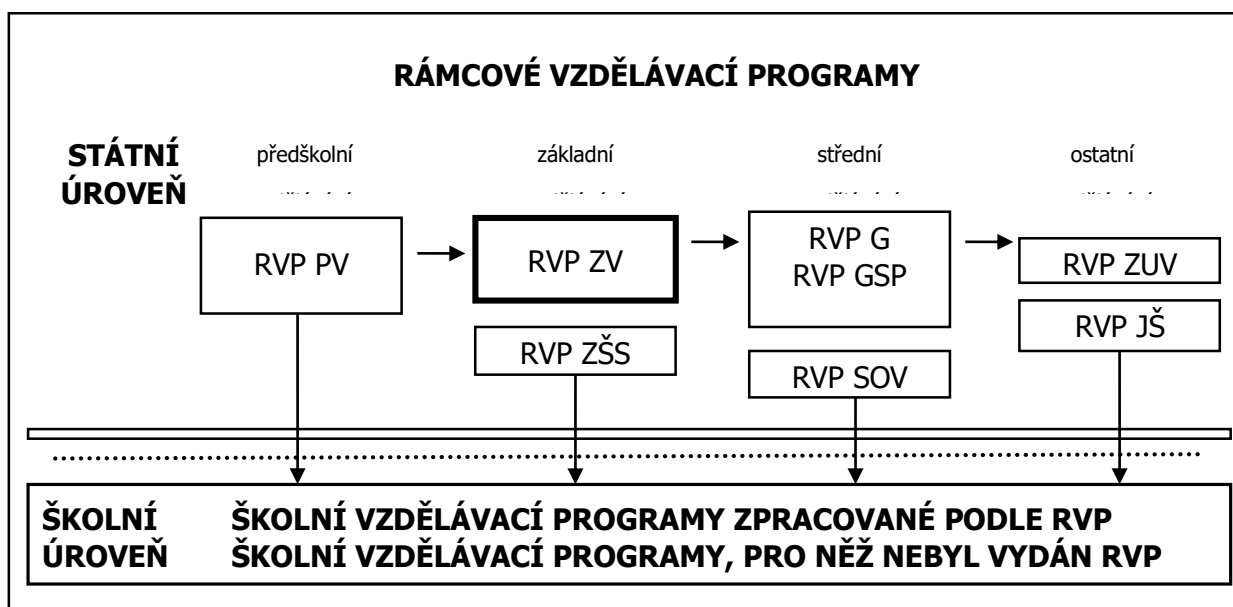 RÁMCOVÉ VZDĚLÁVACÍ PROGRAMY
STÁTNÍ ÚROVEŇ
předškolní
základní
střední
ostatní
RVP PV
RVP ZV
RVP G
RVP GSP
RVP ZUV
RVP ZŠS
RVP SOV
RVP JŠ
ŠKOLNÍ ÚROVEŇ
ŠKOLNÍ VZDĚLÁVACÍ PROGRAMY ZPRACOVANÉ PODLE RVP
ŠKOLNÍ VZDĚLÁVACÍ PROGRAMY, PRO NĚŽ NEBYL VYDÁN RVP